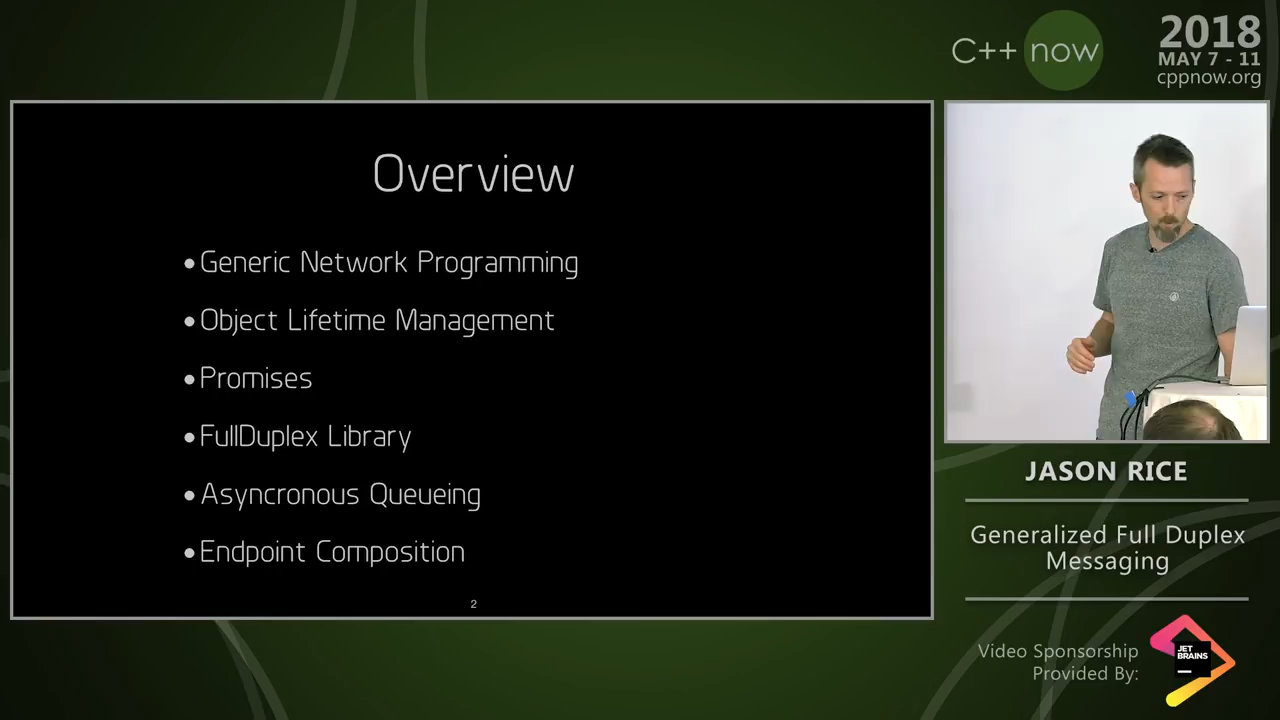 C++ now
2018
MAY 7 - 11
cppnow.org
Overview
•Generic Network Programming
•Object Lifetime Management
•Promises
•FullDuplex Library
•Asyncronous Queueing
•Endpoint Composition
2
JASON RICE
Generalized Full Duplex
Messaging
Video Sponsorship
Provided By:
JET
BRAINS